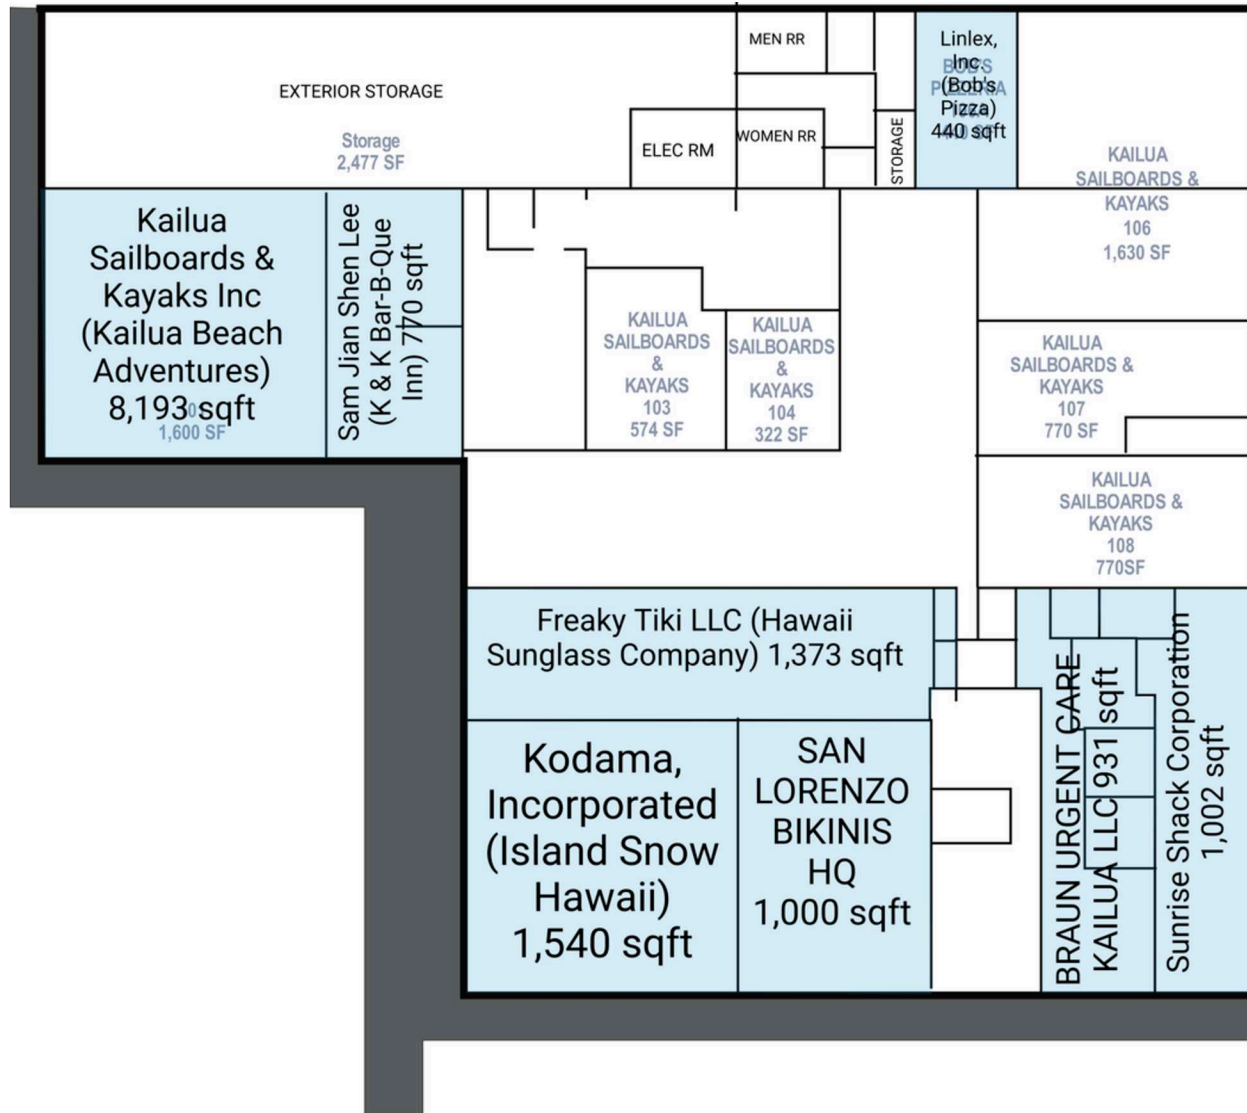 MEN RR
EXTERIOR STORAGE
Storage
2,477 SF
ELEC RM
WOMEN RR
STORAGE
Linlex,
Inc.
(Bob's
Pizza)
440 sqft
BOB'S
PIZZERIA
KAILUA
SAILBOARDS &
KAYAKS
106
1,630 SF
Kailua
Sailboards &
Kayaks Inc
(Kailua Beach
Adventures)
8,193 sqft
1,600 SF
Sam Jian Shen Lee
(K & K Bar-B-Que
Inn) 770 sqft
KAILUA
SAILBOARDS
&
KAYAKS
103
574 SF
KAILUA
SAILBOARDS
&
KAYAKS
104
322 SF
KAILUA
SAILBOARDS &
KAYAKS
107
770 SF
KAILUA
SAILBOARDS &
KAYAKS
108
770SF
Freaky Tiki LLC (Hawaii
Sunglass Company) 1,373 sqft
Kodama,
Incorporated
(Island Snow
Hawaii)
1,540 sqft
SAN
LORENZO
BIKINIS
HQ
1,000 sqft
BRAUN URGENT CARE
KAILUA LLC 931 sqft
Sunrise Shack Corporation
1,002 sqft